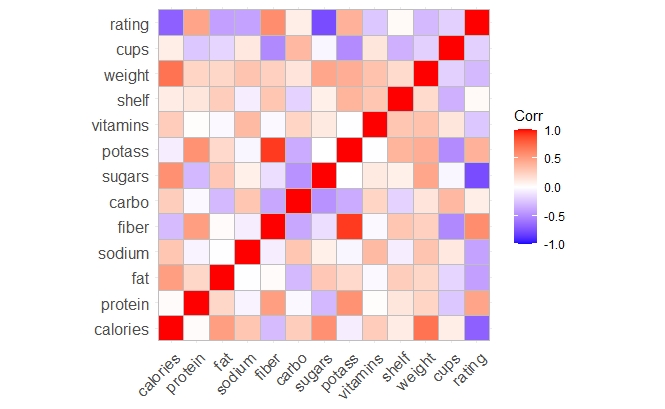 rating
cups
weight
shelf
vitamins
potass
sugars
carbo
fiber
sodium
fat
protein
calories
calories
protein
fat
sodium
fiber
carbo
sugars
potass
vitamins
shelf
weight
cups
rating
Corr
1.0
0.5
0.0
-0.5
-1.0